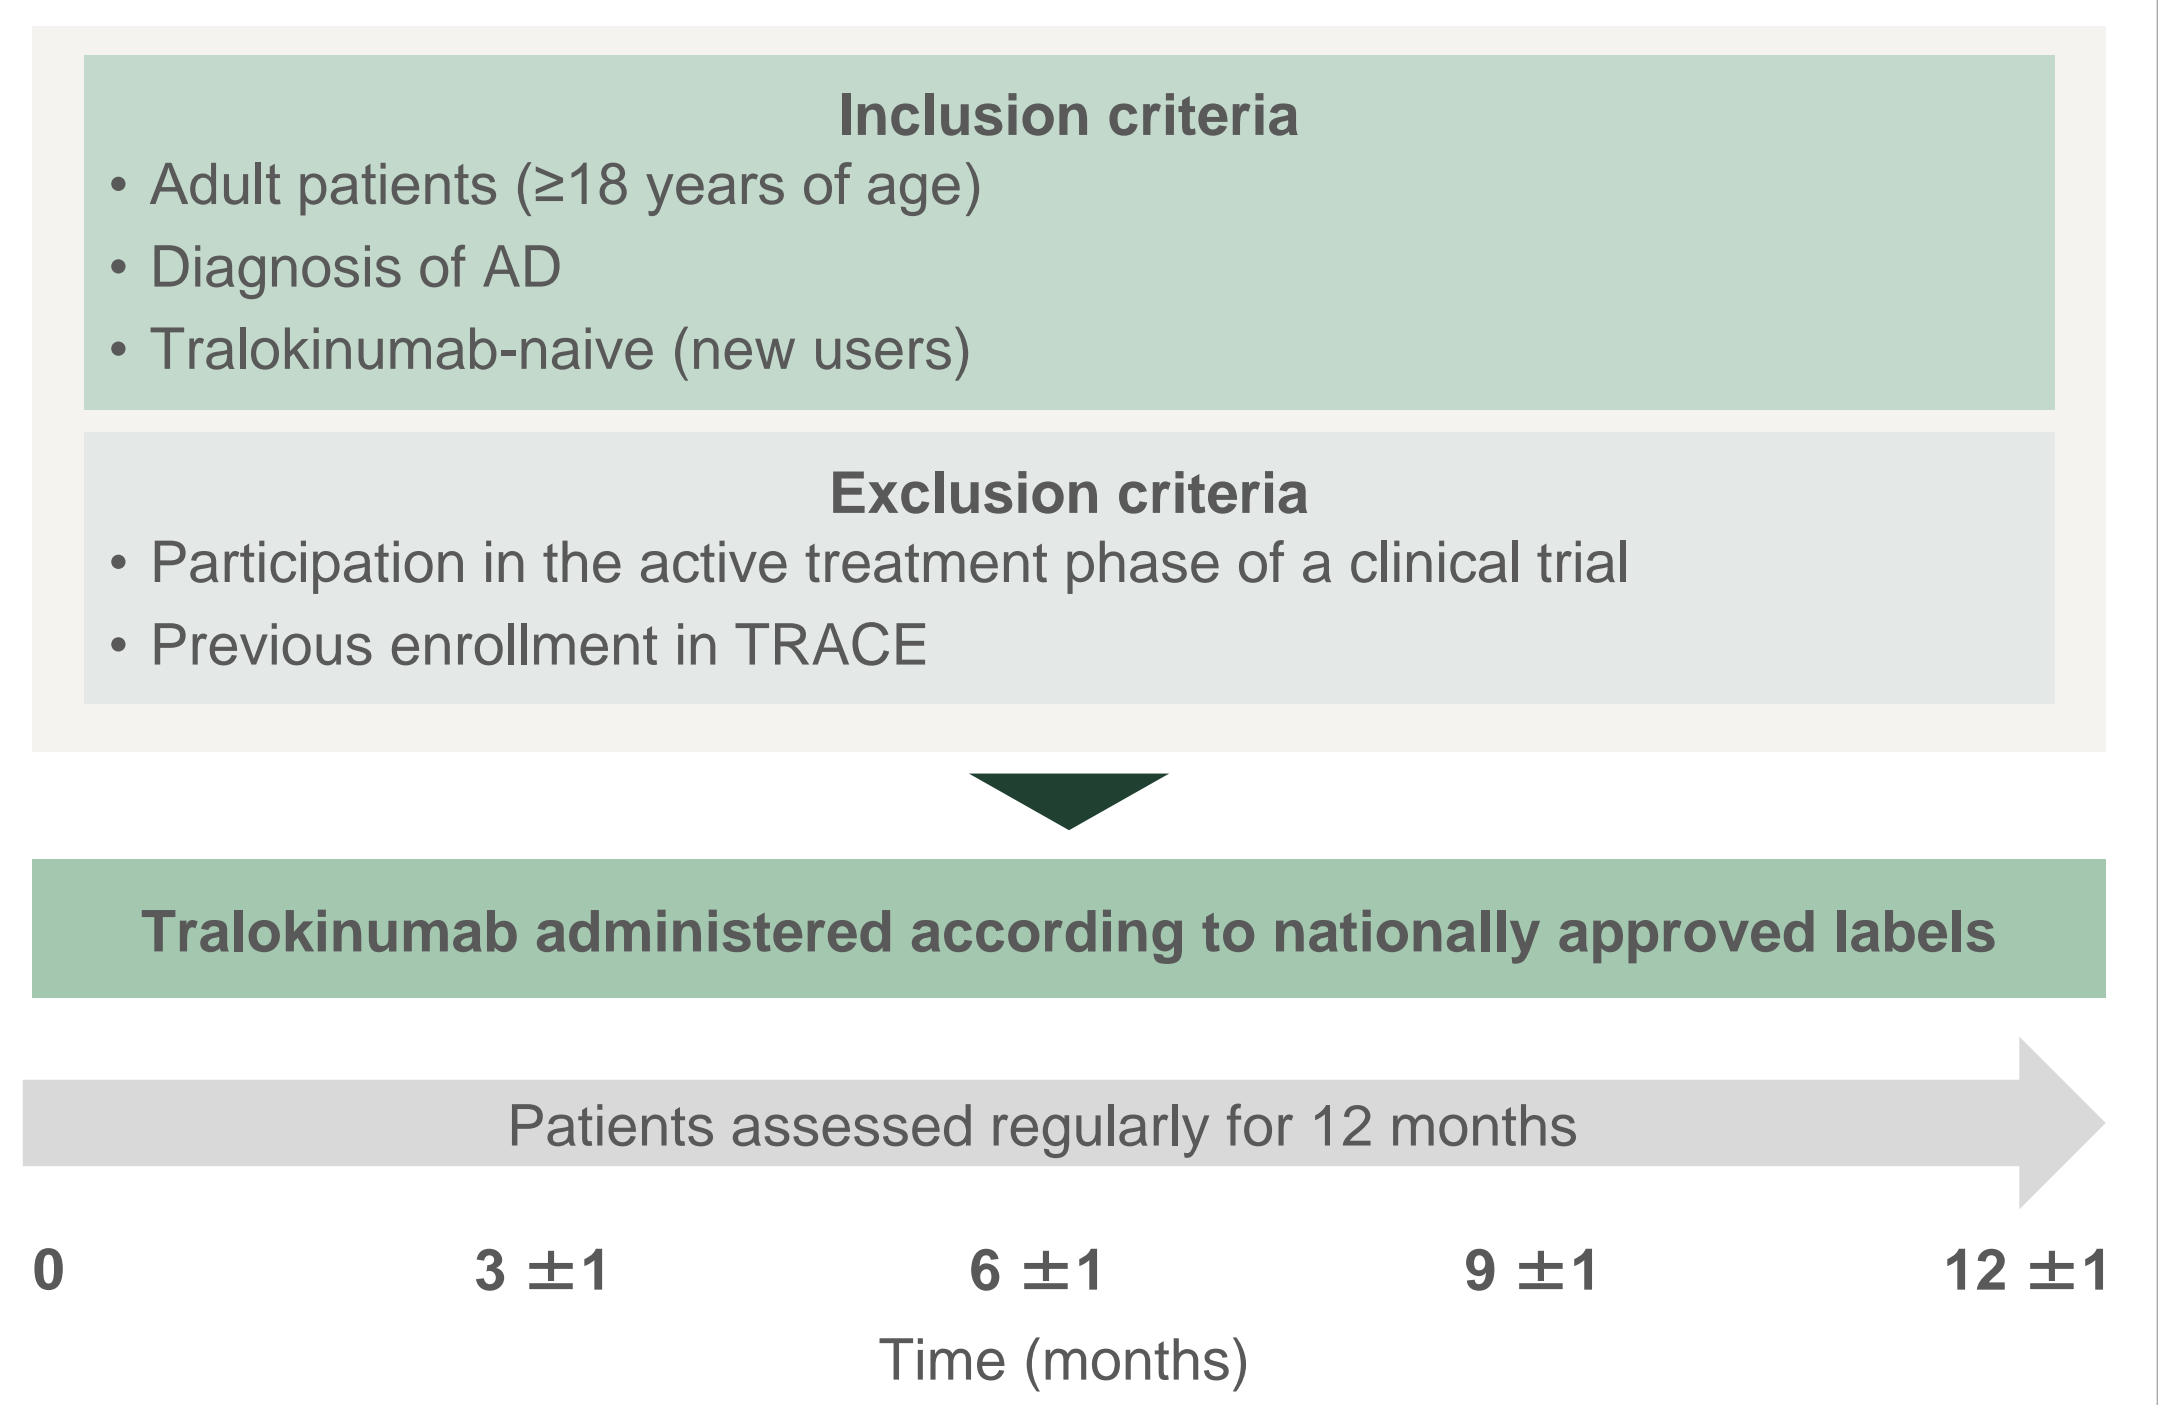 Inclusion criteria
• Adult patients (≥18 years of age)
• Diagnosis of AD
• Tralokinumab-naive (new users)
Exclusion criteria
• Participation in the active treatment phase of a clinical trial
• Previous enrollment in TRACE
Tralokinumab administered according to nationally approved labels
Patients assessed regularly for 12 months
0 3 ±1 6 ±1 9 ±1 12 ±1
Time (months)